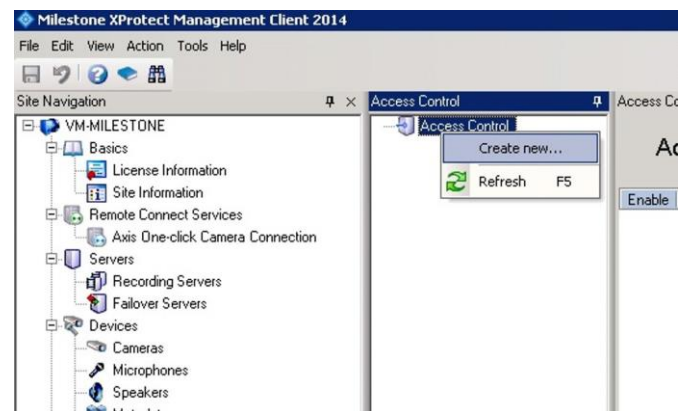 Milestone XProtect Management Client 2014
File Edit View Action Tools Help
Site Navigation
VM-MILESTONE
Basics
License Information
Site Information
Remote Connect Services
Axis One-click Camera Connection
Servers
Recording Servers
Failover Servers
Devices
Cameras
Microphones
Speakers
Access Control
Access Control
Create new...
Refresh F5
Access Co
Ac
Enable